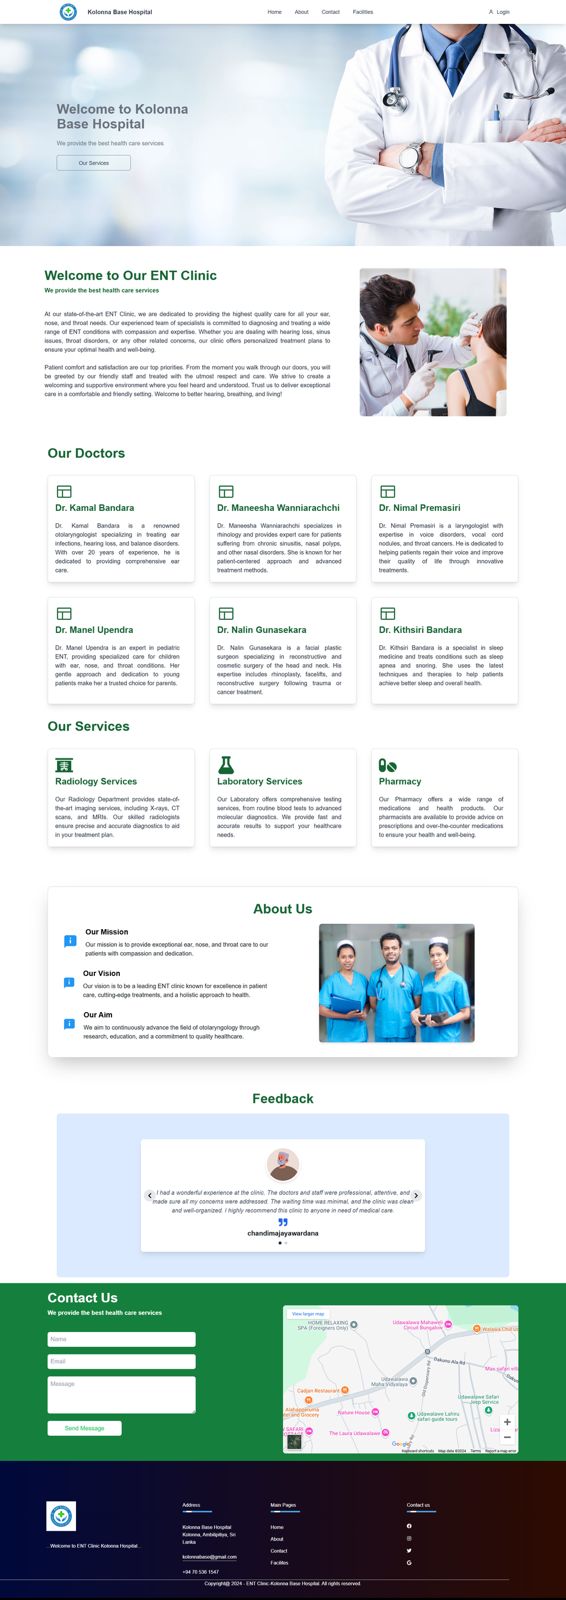 Kolonna Base Hospital
Home
About
Contact
Facilities
Login
Welcome to Kolonna
Base Hospital
We provide the best health care services
Our Services
Welcome to Our ENT Clinic
We provide the best health care services
At our state-of-the-art ENT Clinic, we are dedicated to providing the highest quality care for all your ear,
nose, and throat needs. Our experienced team of specialists is committed to diagnosing and treating a wide
range of ENT conditions with compassion and expertise. Whether you are dealing with hearing loss, sinus
issues, throat disorders, or any other related concerns, our clinic offers personalized treatment plans to
ensure your optimal health and well-being.
Patient comfort and satisfaction are our top priorities. From the moment you walk through our doors, you will
be greeted by our friendly staff and treated with the utmost respect and care. We strive to create a
welcoming and supportive environment where you feel heard and understood. Trust us to deliver exceptional
care in a comfortable and friendly setting. Welcome to better hearing, breathing, and living!
Our Doctors
Dr. Kamal Bandara
Dr. Kamal Bandara is a renowned
otolaryngologist specializing in treating ear
infections, hearing loss, and balance disorders.
With over 20 years of experience, he is
dedicated to providing comprehensive ear
care.
Dr. Maneesha Wanniarachchi
Dr. Maneesha Wanniarachchi specializes in
rhinology and provides expert care for patients
suffering from chronic sinusitis, nasal polyps,
and other nasal disorders. She is known for her
patient-centered approach and advanced
treatment methods.
Dr. Nimal Premasiri
Dr. Nimal Premasiri is a laryngologist with
expertise in voice disorders, vocal cord
nodules, and throat cancers. He is dedicated to
helping patients regain their voice and improve
their quality of life through innovative
treatments.
Dr. Manel Upendra
Dr. Manel Upendra is an expert in pediatric
ENT, providing specialized care for children
with ear, nose, and throat conditions. Her
gentle approach and dedication to young
patients make her a trusted choice for parents.
Dr. Nalin Gunasekara
Dr. Nalin Gunasekara is a facial plastic
surgeon specializing in reconstructive and
cosmetic surgery of the head and neck. His
expertise includes rhinoplasty, facelifts, and
reconstructive surgery following trauma or
cancer treatment.
Dr. Kithsiri Bandara
Dr. Kithsiri Bandara is a specialist in sleep
medicine and treats conditions such as sleep
apnea and snoring. She uses the latest
techniques and therapies to help patients
achieve better sleep and overall health.
Our Services
Radiology Services
Our Radiology Department provides state-of-
the-art imaging services, including X-rays, CT
scans, and MRIs. Our skilled radiologists
ensure precise and accurate diagnostics to aid
in your treatment plan.
Laboratory Services
Our Laboratory offers comprehensive testing
services, from routine blood tests to advanced
molecular diagnostics. We provide fast and
accurate results to support your healthcare
needs.
Pharmacy
Our Pharmacy offers a wide range of
medications and health products. Our
pharmacists are available to provide advice on
prescriptions and over-the-counter medications
to ensure your health and well-being.
About Us
Our Mission
Our mission is to provide exceptional ear, nose, and throat care to our
patients with compassion and dedication.
Our Vision
Our vision is to be a leading ENT clinic known for excellence in patient
care, cutting-edge treatments, and a holistic approach to health.
Our Aim
We aim to continuously advance the field of otolaryngology through
research, education, and a commitment to quality healthcare.
Feedback
I had a wonderful experience at the clinic. The doctors and staff were professional, attentive, and
made sure all my concerns were addressed. The waiting time was minimal, and the clinic was clean
and well-organized. I highly recommend this clinic to anyone in need of medical care.
chandimajayawardana
Contact Us
We provide the best health care services
Name
Email
Message
Send Message
View larger map
HOME RELAXING
SPA (Foreigners Only)
Udawalawa Mahaweli
Circuit Bungalow
Dakunu Ala Rd
Udawalawa
Maha Vidyalaya
Old Dispensary Rd
Max safari vil
Cadjan Restaurant
Udawalawe Safari
Jeep Service
Alahapperuma
and Grocery
Nature House
Udawalawe Lahiru
safari guide tours
The Laura Udawalawe
Google
Keyboard shortcuts
Map data ©2024
Terms
Report a map error
..Welcome to ENT Clinic Kolonna Hospital...
Address
Kolonna Base Hospital
Kolonna, Ambilipitiya, Sri
Lanka
kolonnabase@gmail.com
+94 70 536 1547
Main Pages
Home
About
Contact
Facilities
Contact us
Copyright@ 2024 - ENT Clinic-Kolonna Base Hospital. All rights reserved.